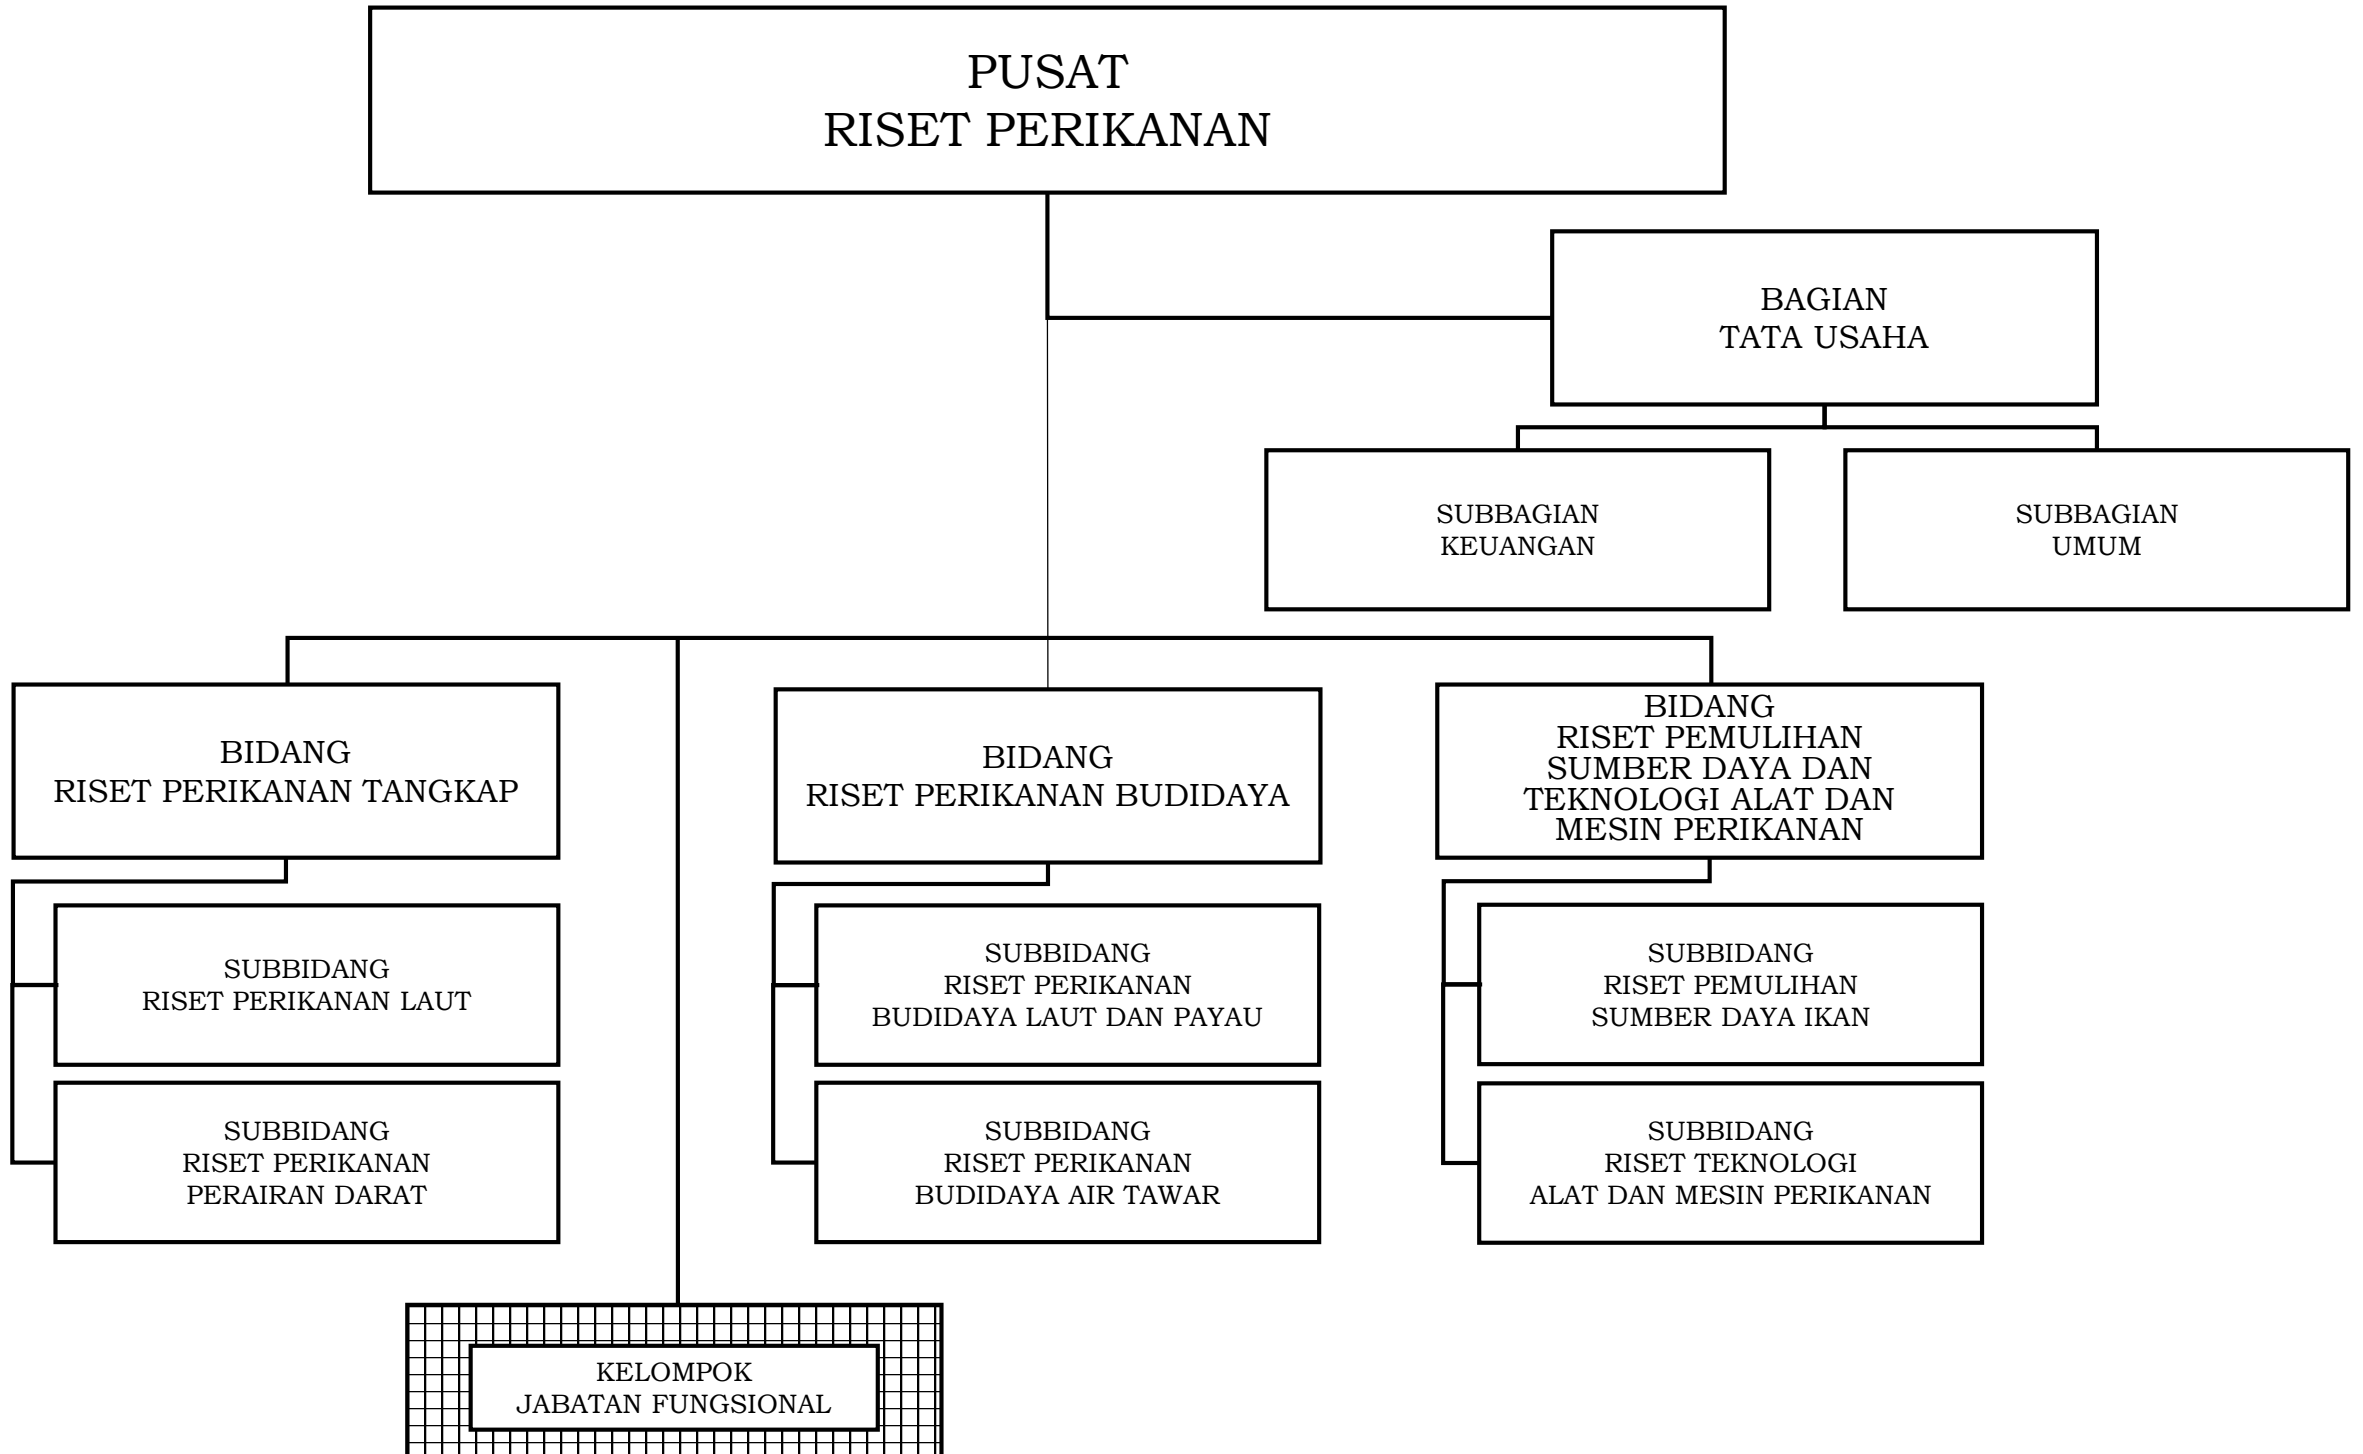 PUSAT
RISET PERIKANAN
BAGIAN
TATA USAHA
SUBBAGIAN
KEUANGAN
SUBBAGIAN
UMUM
BIDANG
RISET PERIKANAN TANGKAP
BIDANG
RISET PERIKANAN BUDIDAYA
BIDANG
RISET PEMULIHAN
SUMBER DAYA DAN
TEKNOLOGI ALAT DAN
MESIN PERIKANAN
SUBBIDANG
RISET PERIKANAN LAUT
SUBBIDANG
RISET PERIKANAN
BUDIDAYA LAUT DAN PAYAU
SUBBIDANG
RISET PEMULIHAN
SUMBER DAYA IKAN
SUBBIDANG
RISET PERIKANAN
PERAIRAN DARAT
SUBBIDANG
RISET PERIKANAN
BUDIDAYA AIR TAWAR
SUBBIDANG
RISET TEKNOLOGI
ALAT DAN MESIN PERIKANAN
KELOMPOK
JABATAN FUNGSIONAL